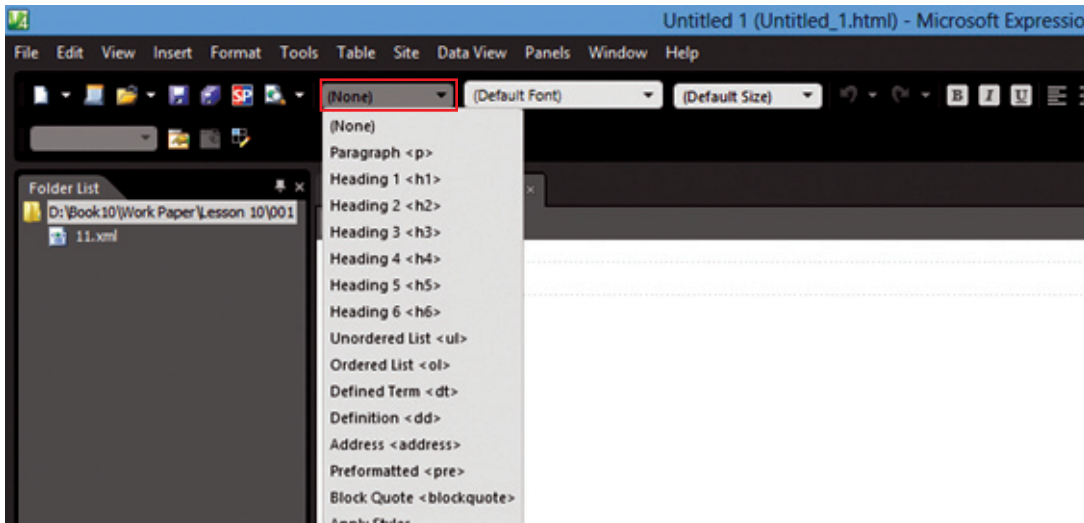 Untitled 1 (Untitled_1.html) - Microsoft Expressio
File Edit View Insert Format Tools Table Site Data View Panels Window Help
SP (None) (Default Font) (Default Size) B I U
(None)
Paragraph <p>
Folder List
Heading 1 <h1>
D:\Book10\Work Paper\Lesson 10\001
Heading 2 <h2>
11.xml
Heading 3 <h3>
Heading 4 <h4>
Heading 5 <h5>
Heading 6 <h6>
Unordered List <ul>
Ordered List <ol>
Defined Term <dt>
Definition <dd>
Address <address>
Preformatted <pre>
Block Quote <blockquote>
Apply Styles